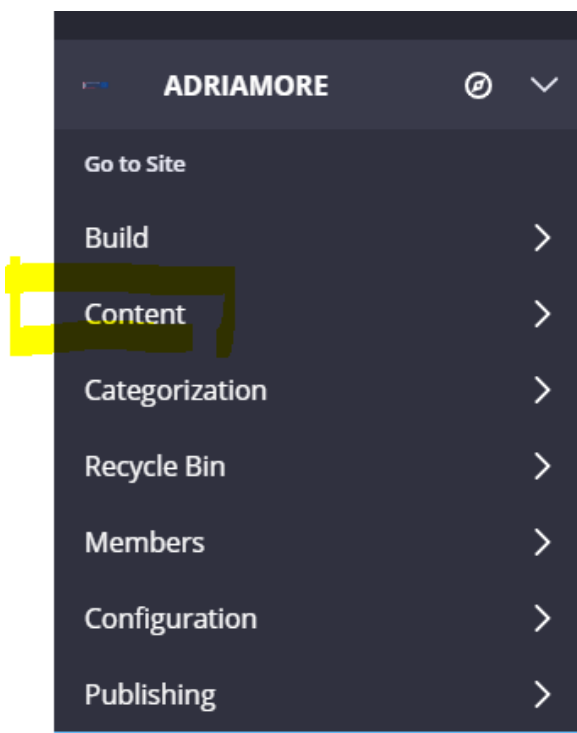 ADRIAMORE
Go to Site
Build
Content
Categorization
Recycle Bin
Members
Configuration
Publishing